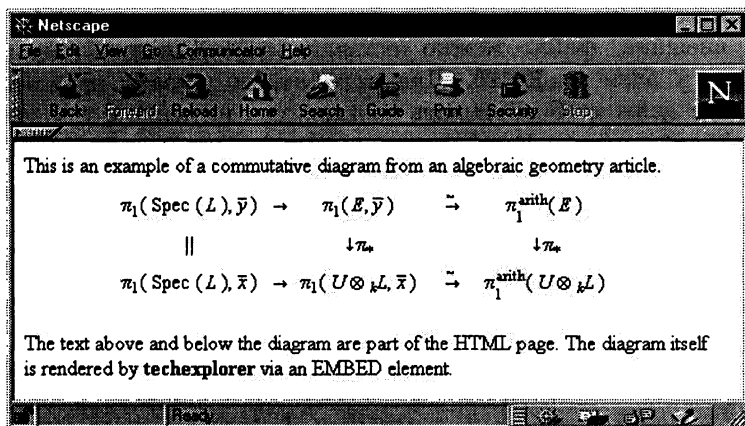 Netscape
File Edit View Go Communicator Help
Back Forward Reload Home Search Guide Print Security Stop
N
This is an example of a commutative diagram from an algebraic geometry article.
π₁( Spec (L), ȳ) → π₁(E, ȳ) →̃ π₁^arith(E)
|| ↓π* ↓π*
π₁( Spec (L), x̄) → π₁( U⊗ₖL, x̄) →̃ π₁^arith( U⊗ₖL)
The text above and below the diagram are part of the HTML page. The diagram itself
is rendered by techexplorer via an EMBED element.
Ready